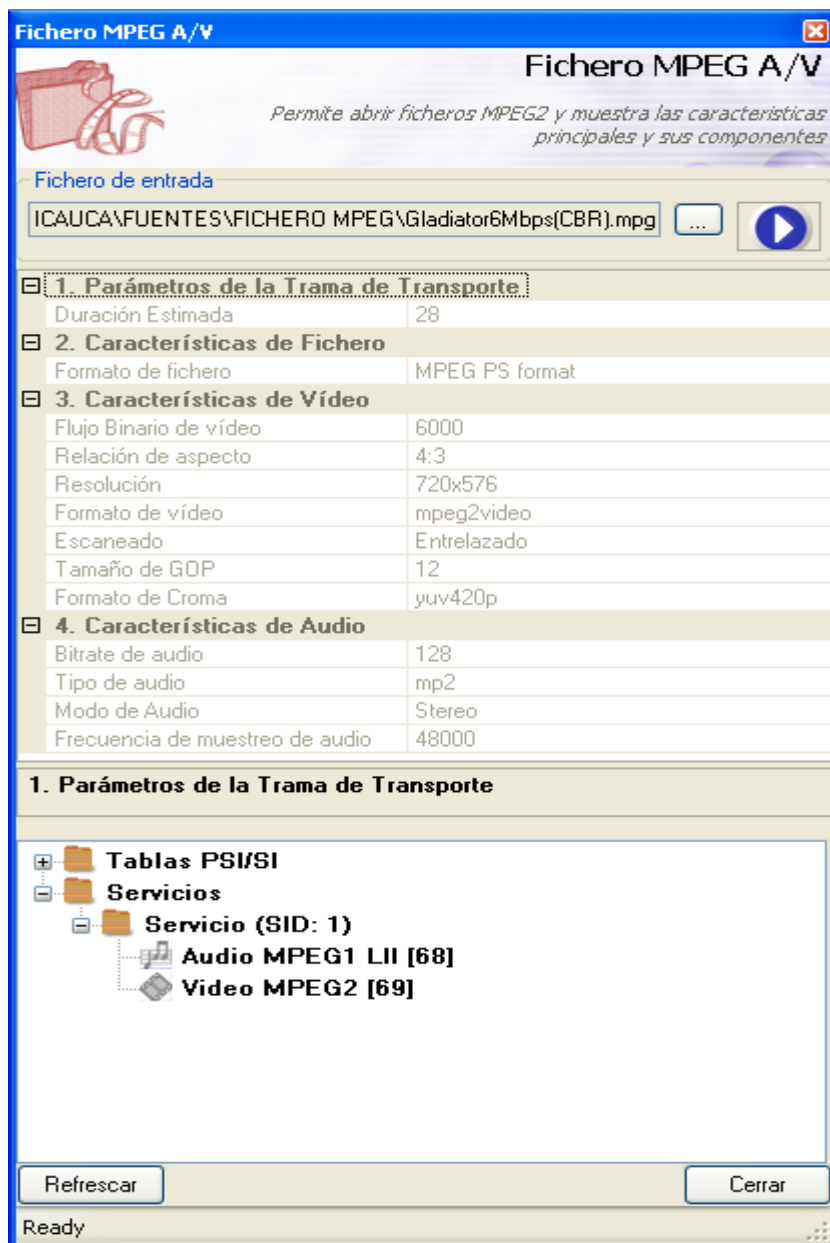 Fichero MPEG A/V
Fichero MPEG A/V
Permite abrir ficheros MPEG2 y muestra las caracteristicas
principales y sus componentes
Fichero de entrada
ICAUCA\FUENTES\FICHERO MPEG\Gladiator6Mbps(CBR).mpg ...
1. Parámetros de la Trama de Transporte
Duración Estimada 28
2. Características de Fichero
Formato de fichero MPEG PS format
3. Características de Vídeo
Flujo Binario de vídeo 6000
Relación de aspecto 4:3
Resolución 720x576
Formato de vídeo mpeg2video
Escaneado Entrelazado
Tamaño de GOP 12
Formato de Croma yuv420p
4. Características de Audio
Bitrate de audio 128
Tipo de audio mp2
Modo de Audio Stereo
Frecuencia de muestreo de audio 48000
1. Parámetros de la Trama de Transporte
Tablas PSI/SI
Servicios
Servicio (SID: 1)
Audio MPEG1 LII [68]
Video MPEG2 [69]
Refrescar Cerrar
Ready